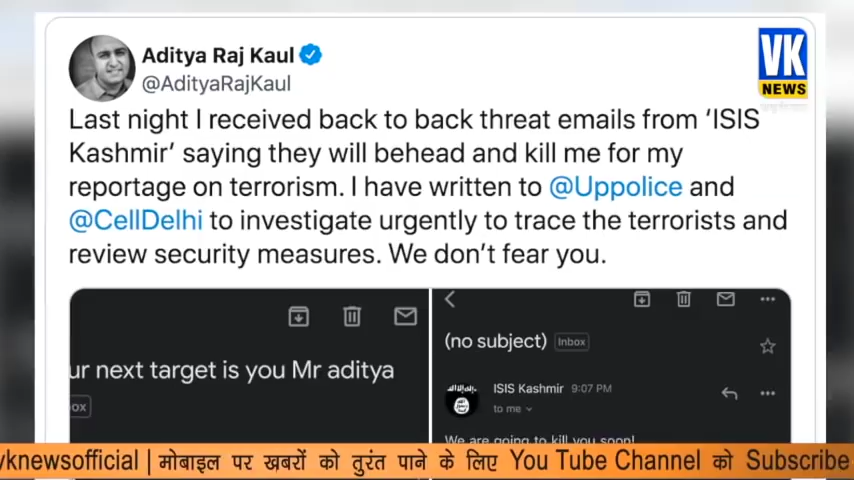 Aditya Raj Kaul
@AdityaRajKaul
VK
NEWS
Last night I received back to back threat emails from ‘ISIS
Kashmir’ saying they will behead and kill me for my
reportage on terrorism. I have written to @Uppolice and
@CellDelhi to investigate urgently to trace the terrorists and
review security measures. We don’t fear you.
ur next target is you Mr aditya
ox
(no subject) Inbox
ISIS Kashmir 9:07 PM
to me
We are going to kill you soon!
yknewsofficial | मोबाइल पर खबरों को तुरंत पाने के लिए You Tube Channel को Subscribe